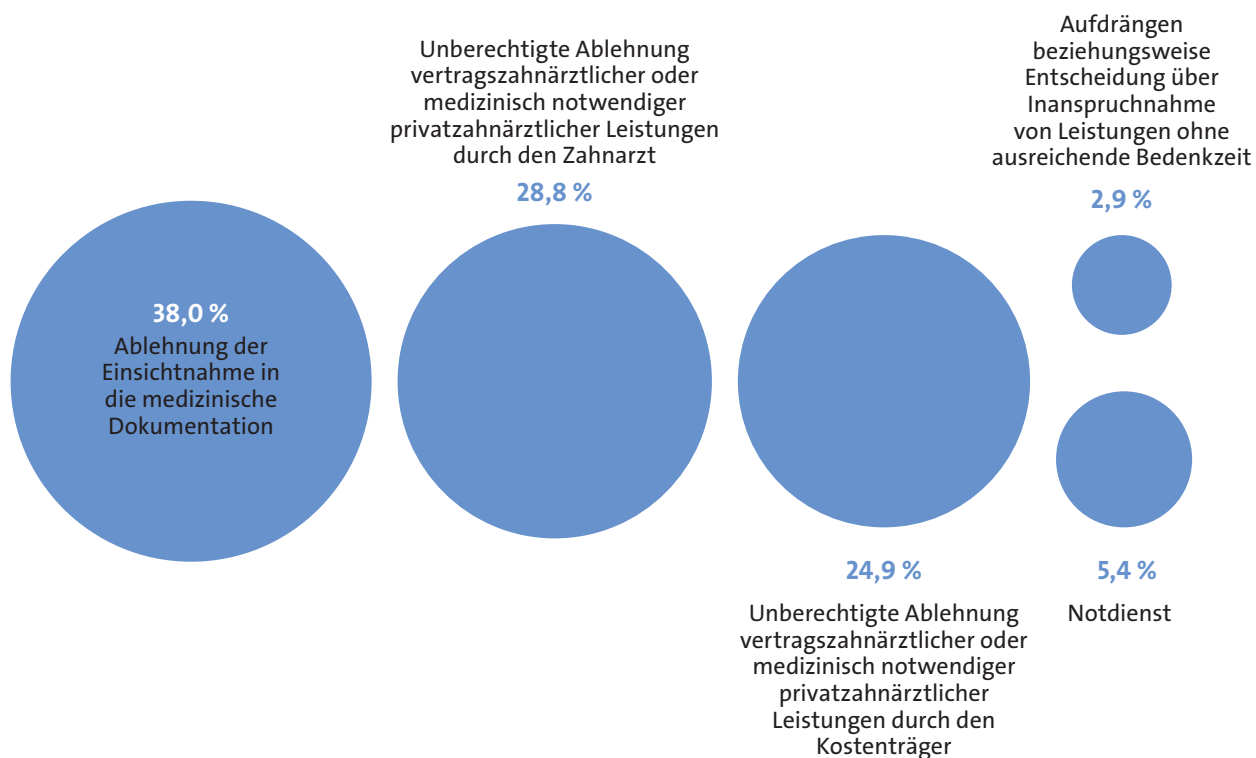 38,0 %
Ablehnung der
Einsichtnahme in
die medizinische
Dokumentation
Unberechtigte Ablehnung
vertragszahnärztlicher oder
medizinisch notwendiger
privatzahnärztlicher Leistungen
durch den Zahnarzt
28,8 %
24,9 %
Unberechtigte Ablehnung
vertragszahnärztlicher oder
medizinisch notwendiger
privatzahnärztlicher
Leistungen durch den
Kostenträger
Aufdrängen
beziehungsweise
Entscheidung über
Inanspruchnahme
von Leistungen ohne
ausreichende Bedenkzeit
2,9 %
5,4 %
Notdienst